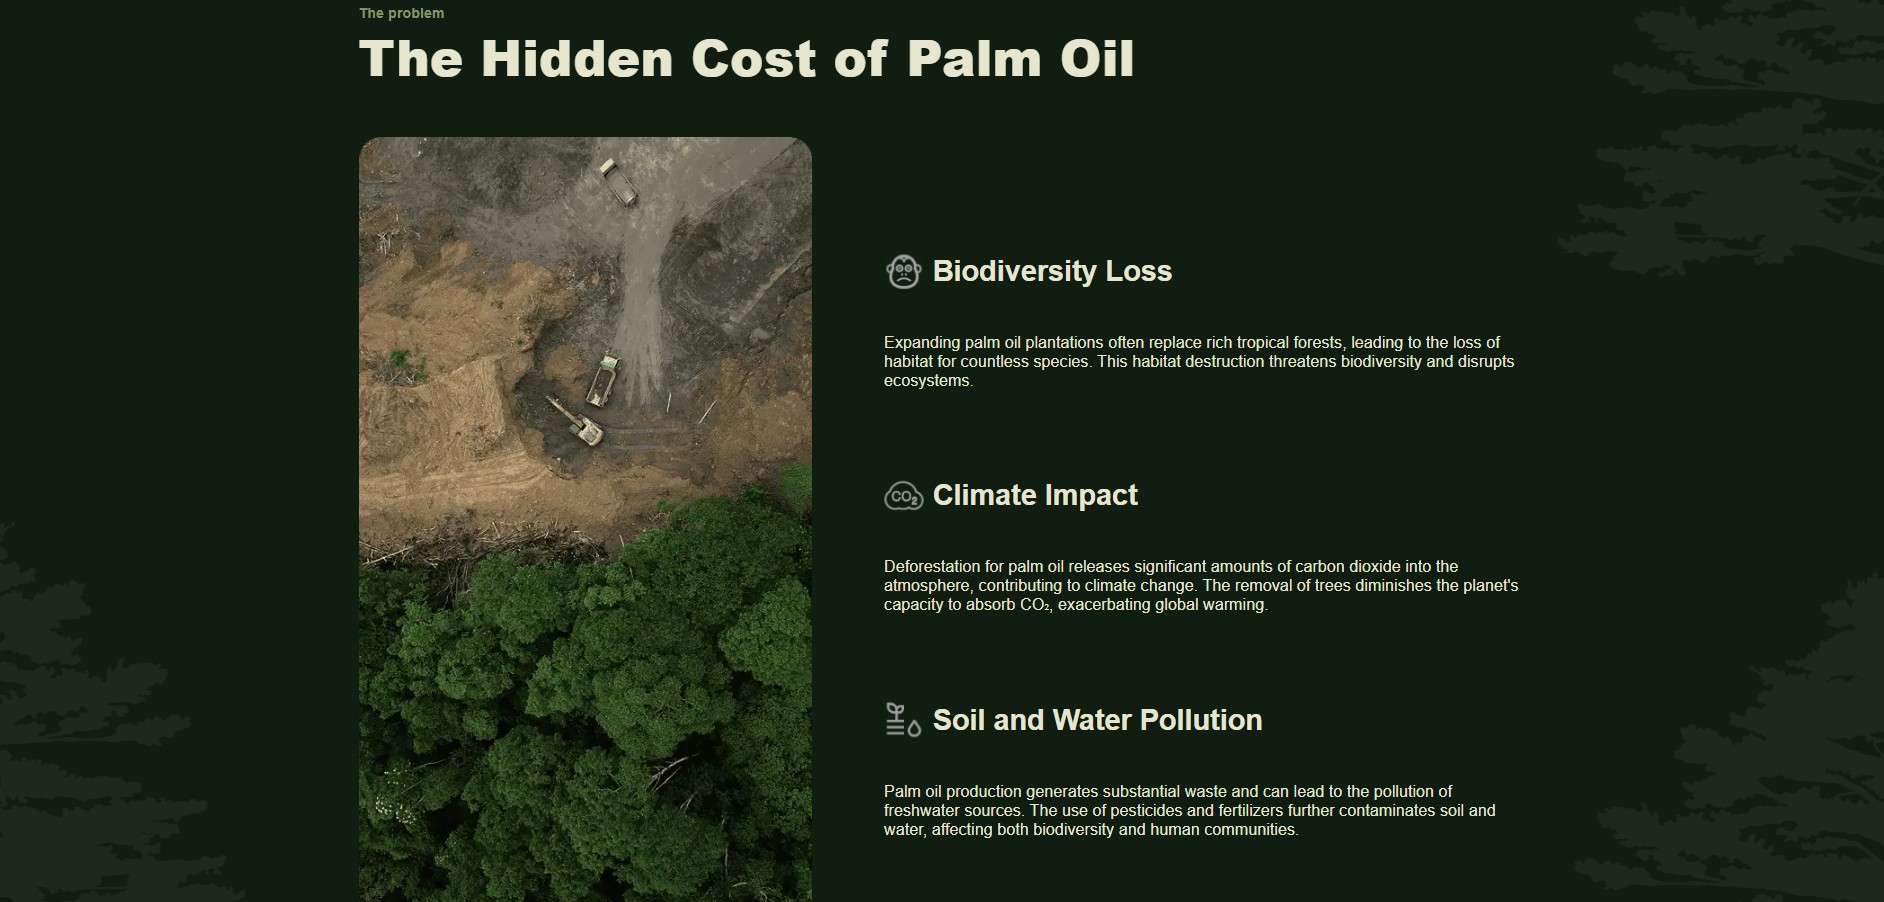 The problem
The Hidden Cost of Palm Oil
Biodiversity Loss
Expanding palm oil plantations often replace rich tropical forests, leading to the loss of
habitat for countless species. This habitat destruction threatens biodiversity and disrupts
ecosystems.
CO₂
Climate Impact
Deforestation for palm oil releases significant amounts of carbon dioxide into the
atmosphere, contributing to climate change. The removal of trees diminishes the planet's
capacity to absorb CO₂, exacerbating global warming.
Soil and Water Pollution
Palm oil production generates substantial waste and can lead to the pollution of
freshwater sources. The use of pesticides and fertilizers further contaminates soil and
water, affecting both biodiversity and human communities.